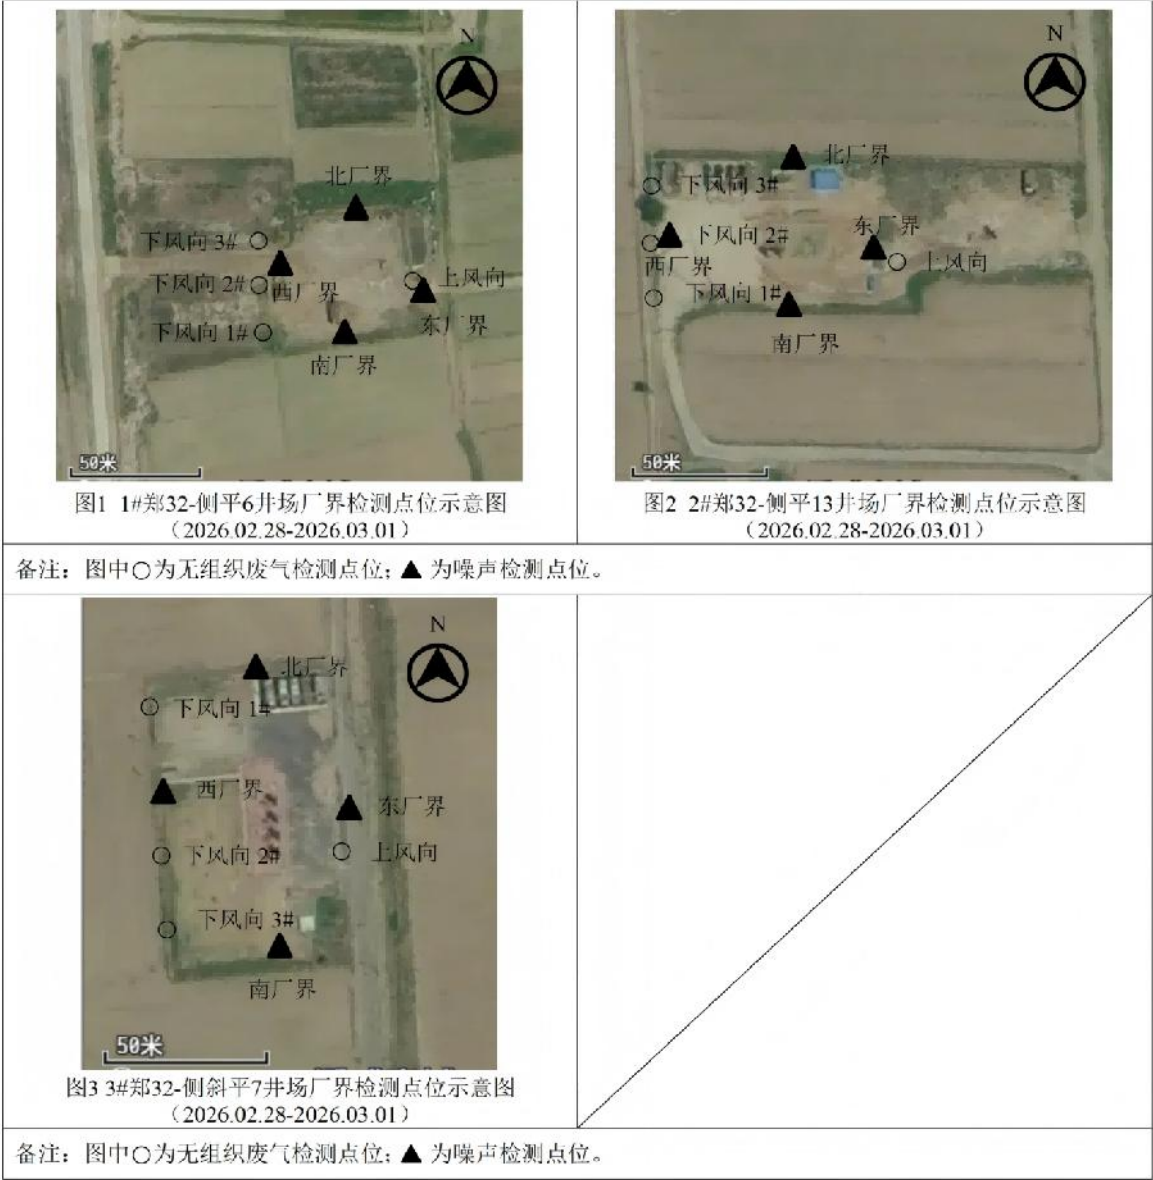 N
北厂界
下风向 3#
下风向 2#
西厂界
上风向
下风向 1#
东厂界
南厂界
50米
图1 1#郑32-侧平6井场厂界检测点位示意图
（2026.02.28-2026.03.01）
N
北厂界
下风向 3#
东厂界
下风向 2#
西厂界
上风向
下风向 1#
南厂界
50米
图2 2#郑32-侧平13井场厂界检测点位示意图
（2026.02.28-2026.03.01）
备注：图中○为无组织废气检测点位；▲ 为噪声检测点位。
N
北厂界
下风向 1#
西厂界
东厂界
下风向 2#
上风向
下风向 3#
南厂界
50米
图3 3#郑32-侧斜平7井场厂界检测点位示意图
（2026.02.28-2026.03.01）
备注：图中○为无组织废气检测点位；▲ 为噪声检测点位。